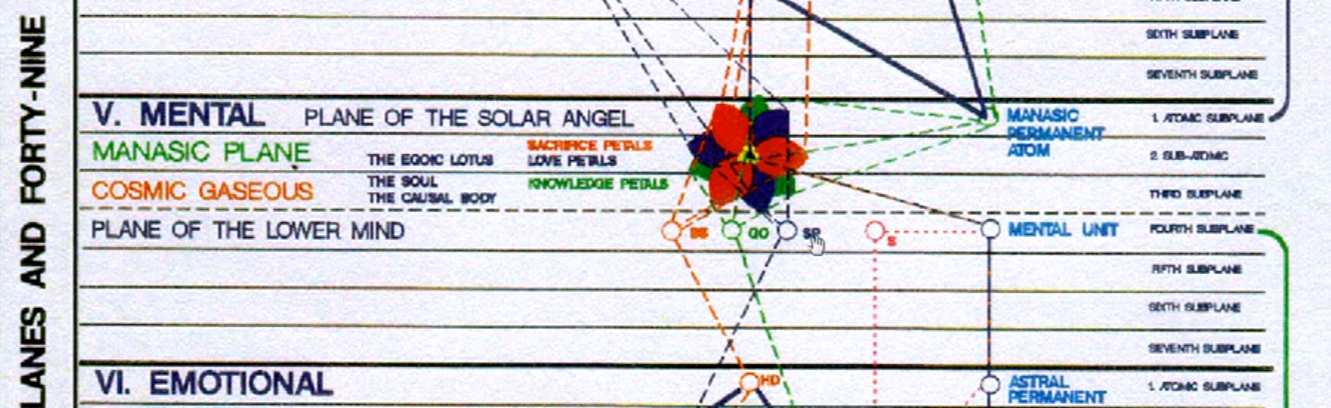 LANES AND FORTY-NINE
SIXTH SUBPLANE
SEVENTH SUBPLANE
V. MENTAL PLANE OF THE SOLAR ANGEL
MANASIC PERMANENT ATOM
1. ATOMIC SUBPLANE
MANASIC PLANE
THE EGOIC LOTUS
SACRIFICE PETALS
LOVE PETALS
2. SUB-ATOMIC
COSMIC GASEOUS
THE SOUL
THE CAUSAL BODY
KNOWLEDGE PETALS
THIRD SUBPLANE
PLANE OF THE LOWER MIND
GO
SP
S
MENTAL UNIT
FOURTH SUBPLANE
FIFTH SUBPLANE
SIXTH SUBPLANE
SEVENTH SUBPLANE
VI. EMOTIONAL
HD
ASTRAL
PERMANENT
1. ATOMIC SUBPLANE